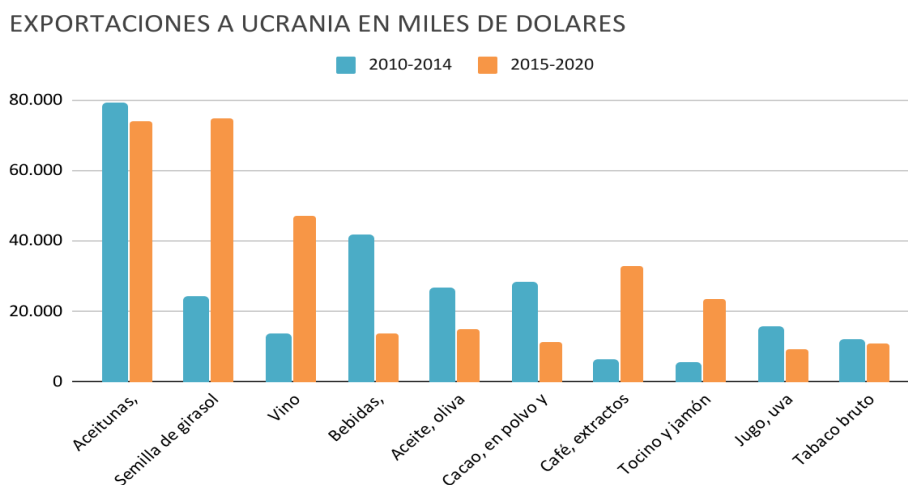 EXPORTACIONES A UCRANIA EN MILES DE DOLARES
2010-2014 2015-2020
80.000
60.000
40.000
20.000
0
Aceitunas,
Semilla de girasol
Vino
Bebidas,
Aceite, oliva
Cacao, en polvo y
Café, extractos
Tocino y jamón
Jugo, uva
Tabaco bruto